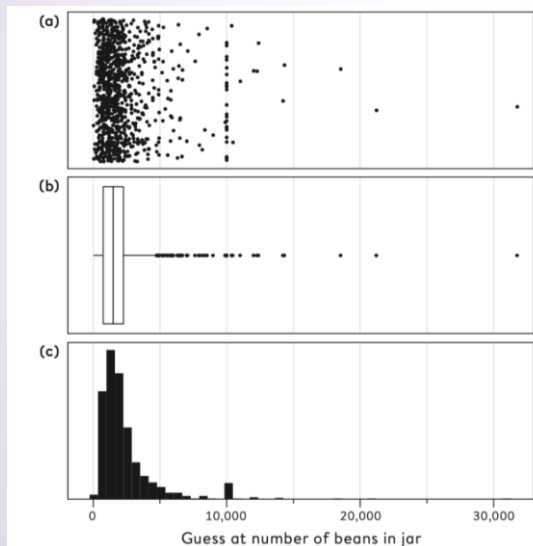 (a)
(b)
(c)
0 10,000 20,000 30,000
Guess at number of beans in jar